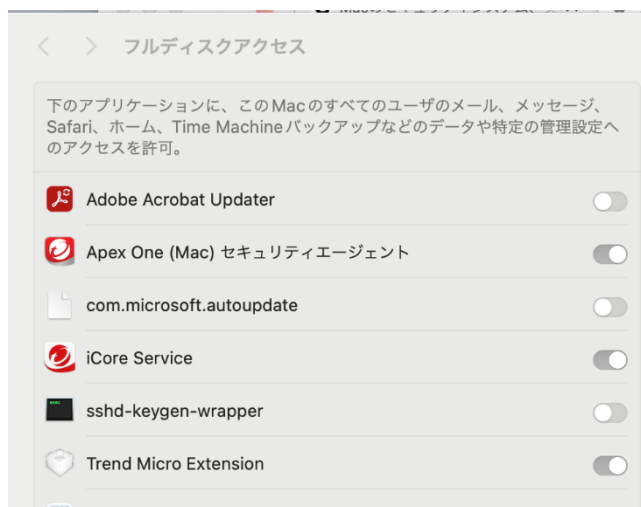 フルディスクアクセス
下のアプリケーションに、このMacのすべてのユーザのメール、メッセージ、
Safari、ホーム、Time Machineバックアップなどのデータや特定の管理設定へ
のアクセスを許可。
Adobe Acrobat Updater
Apex One (Mac) セキュリティエージェント
com.microsoft.autoupdate
iCore Service
sshd-keygen-wrapper
Trend Micro Extension